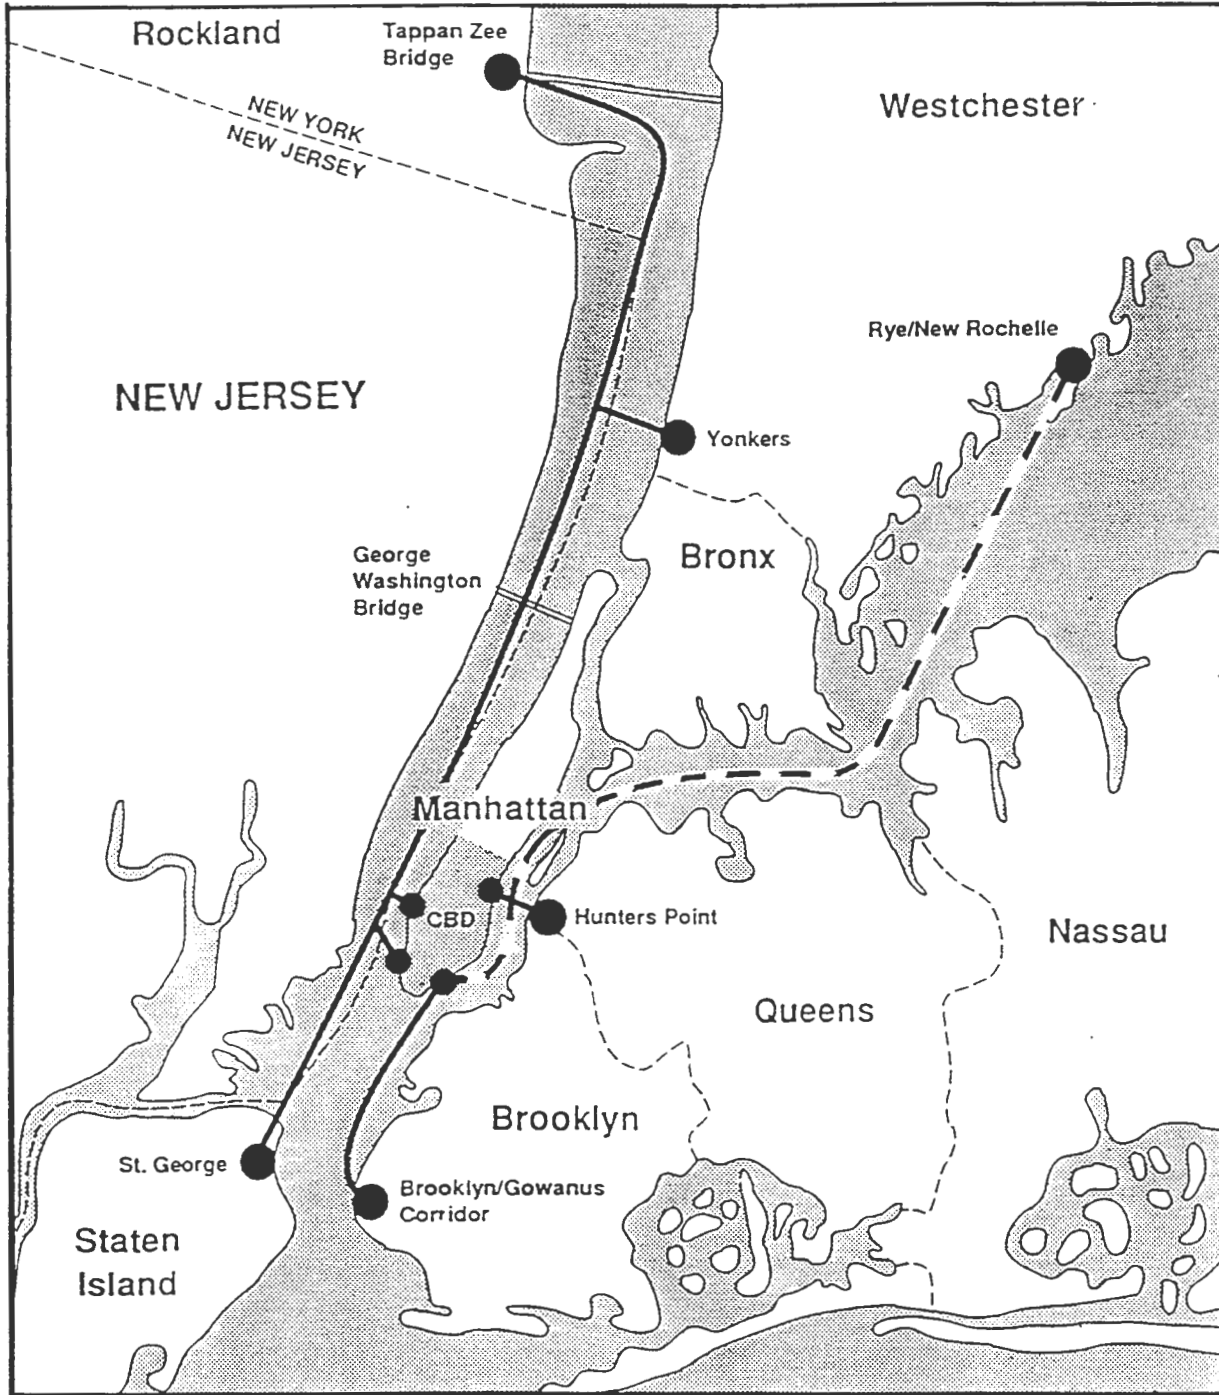 Rockland
Tappan Zee
Bridge
Westchester
NEW YORK
NEW JERSEY
Rye/New Rochelle
NEW JERSEY
Yonkers
George
Washington
Bridge
Bronx
Manhattan
CBD
Hunters Point
Nassau
Queens
Brooklyn
St. George
Brooklyn/Gowanus
Corridor
Staten
Island